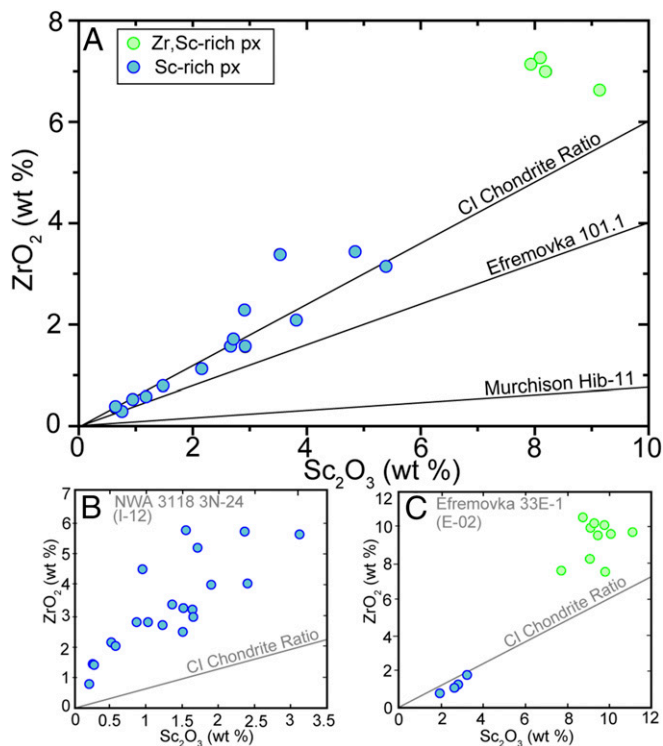 A
Zr,Sc-rich px
Sc-rich px
8
6
4
2
0
ZrO₂ (wt %)
CI Chondrite Ratio
Efremovka 101.1
Murchison Hib-11
0 2 4 6 8 10
Sc₂O₃ (wt %)
B
NWA 3118 3N-24
(I-12)
7
6
5
4
3
2
1
0
ZrO₂ (wt %)
CI Chondrite Ratio
0 0.5 1 1.5 2 2.5 3 3.5
Sc₂O₃ (wt %)
C
Efremovka 33E-1
(E-02)
12
10
8
6
4
2
0
ZrO₂ (wt %)
CI Chondrite Ratio
0 2 4 6 8 10 12
Sc₂O₃ (wt %)